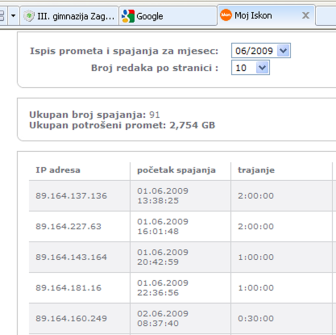 III. gimnazija Zag... Google Moj Iskon
Ispis prometa i spajanja za mjesec: 06/2009
Broj redaka po stranici : 10
Ukupan broj spajanja: 91
Ukupan potrošeni promet: 2,754 GB
IP adresa početak spajanja trajanje
89.164.137.136 01.06.2009 13:38:25 2:00:00
89.164.227.63 01.06.2009 16:01:48 2:00:00
89.164.143.164 01.06.2009 20:42:59 1:00:00
89.164.181.16 01.06.2009 22:36:56 1:00:00
89.164.160.249 02.06.2009 08:37:40 0:30:00